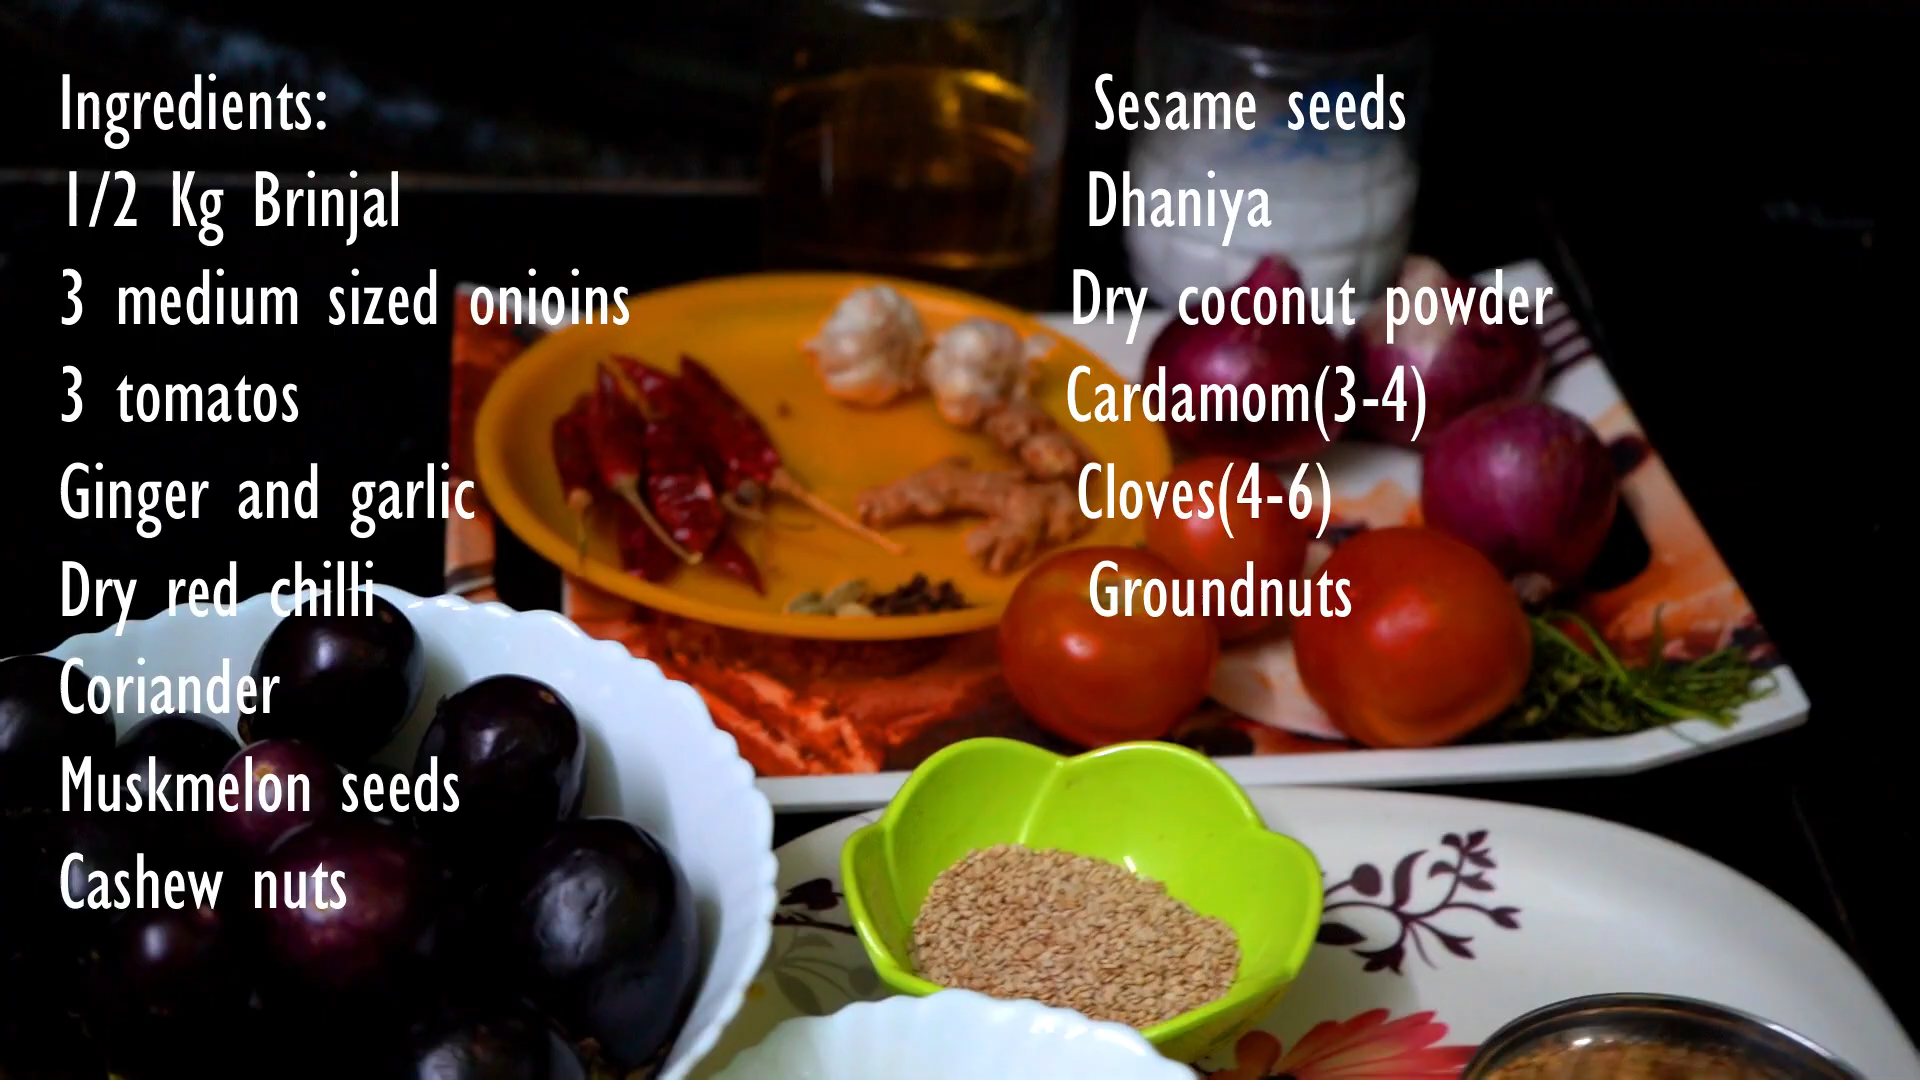 Ingredients:
1/2 Kg Brinjal
3 medium sized onioins
3 tomatos
Ginger and garlic
Dry red chilli
Coriander
Muskmelon seeds
Cashew nuts
Sesame seeds
Dhaniya
Dry coconut powder
Cardamom(3-4)
Cloves(4-6)
Groundnuts